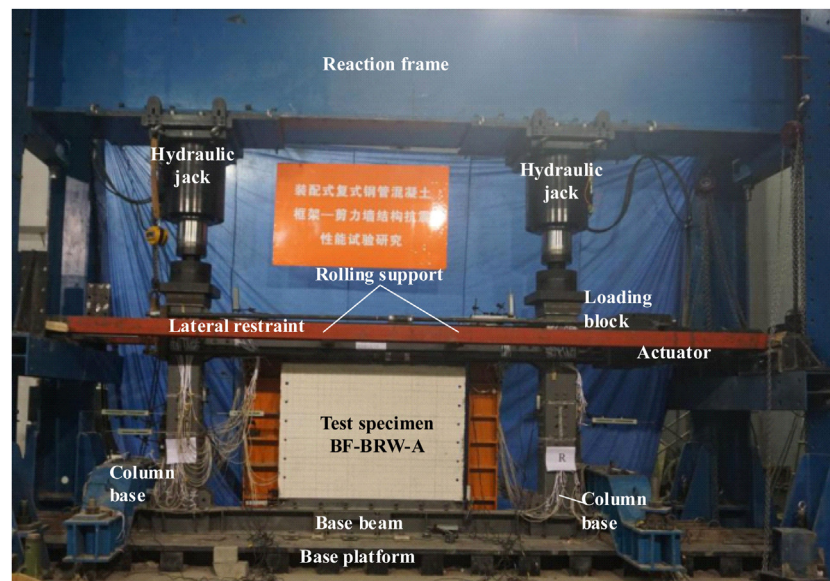 Reaction frame
Hydraulic
jack
Hydraulic
jack
装配式复式钢管混凝土
框架—剪力墙结构抗震
性能试验研究
Rolling support
Loading
block
Lateral restraint
Actuator
Test specimen
BF-BRW-A
Column
base
R
Column
base
Base beam
Base platform